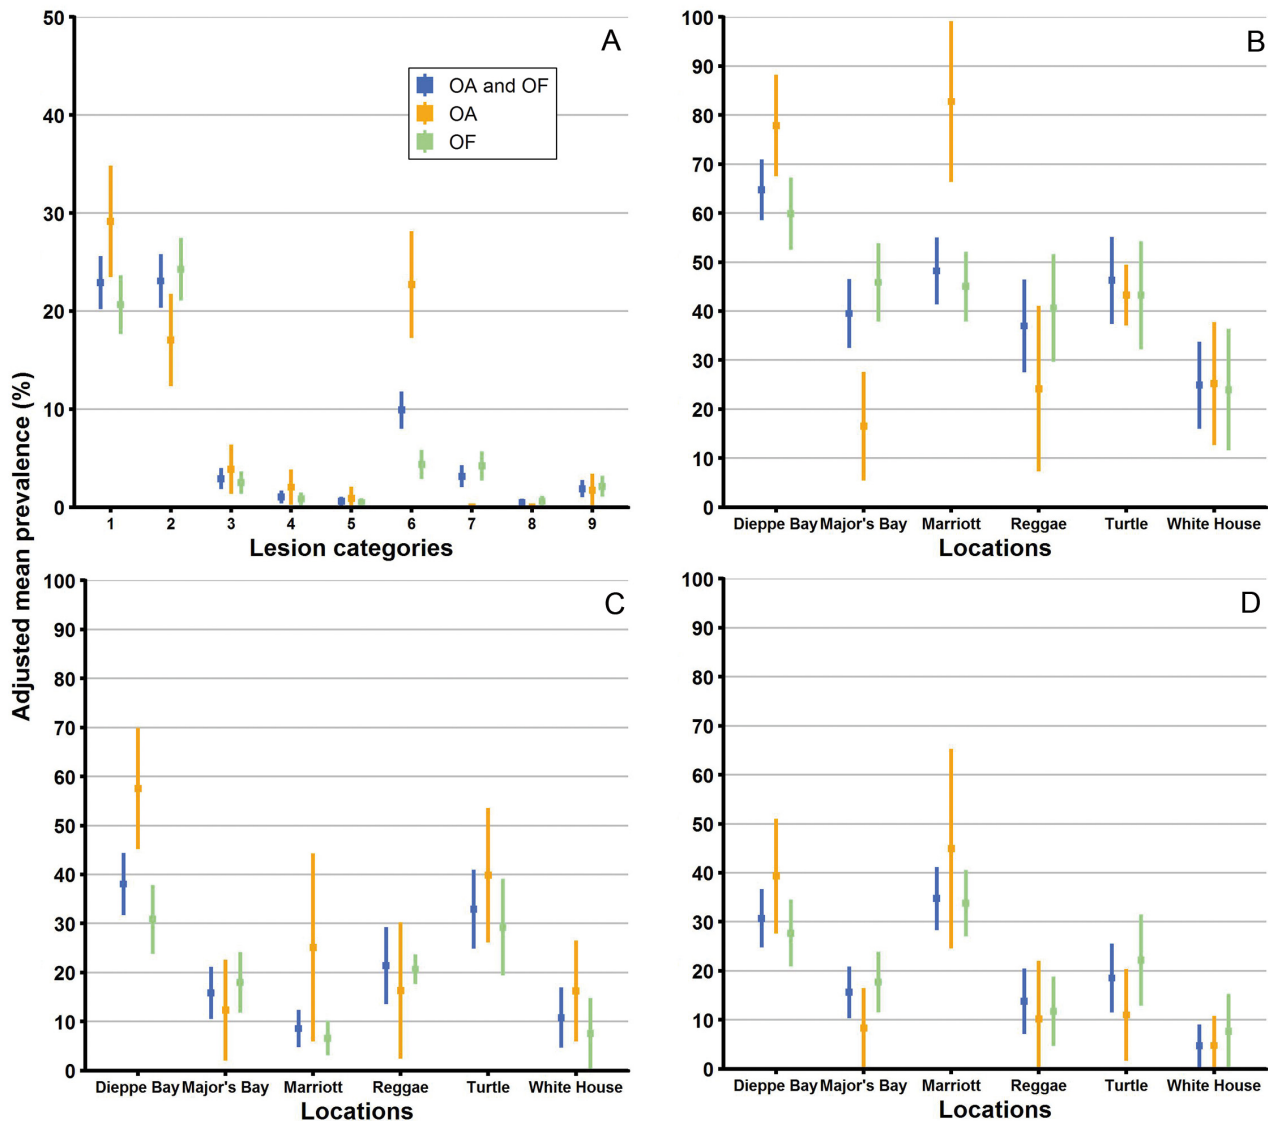 Adjusted mean prevalence (%)
A
50
40
30
20
10
0
OA and OF
OA
OF
1 2 3 4 5 6 7 8 9
Lesion categories
B
100
90
80
70
60
50
40
30
20
10
0
Dieppe Bay Major's Bay Marriott Reggae Turtle White House
Locations
C
100
90
80
70
60
50
40
30
20
10
0
Dieppe Bay Major's Bay Marriott Reggae Turtle White House
Locations
D
100
90
80
70
60
50
40
30
20
10
0
Dieppe Bay Major's Bay Marriott Reggae Turtle White House
Locations